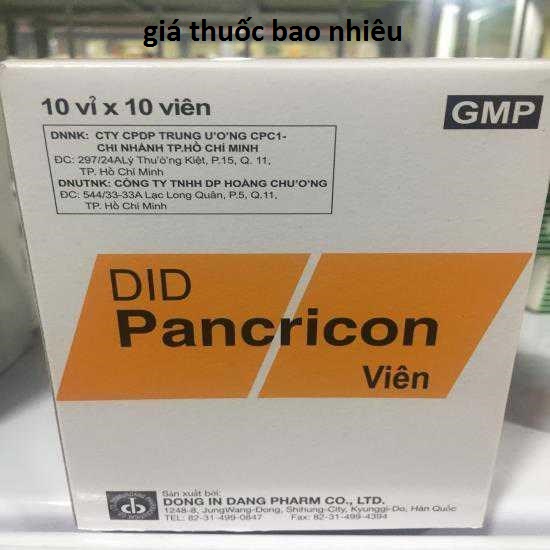 giá thuốc bao nhiêu
10 vỉ x 10 viên
GMP
DNNK: CTY CPDP TRUNG ƯƠNG CPC1-
CHI NHÁNH TP.HỒ CHÍ MINH
ĐC: 297/24ALý Thường Kiệt, P.15, Q. 11,
TP. Hồ Chí Minh
DNUTNK: CÔNG TY TNHH DP HOÀNG CHƯƠNG
ĐC: 544/33-33A Lạc Long Quân, P.5, Q.11,
TP. Hồ Chí Minh
DID
Pancricon
Viên
Sản xuất bởi:
DONG IN DANG PHARM CO., LTD.
1248-8, JungWang-Dong, Shihung-City, Kyunggi-Do, Hàn Quốc
TEL: 82-31-499-0847 Fax: 82-31-499-4394